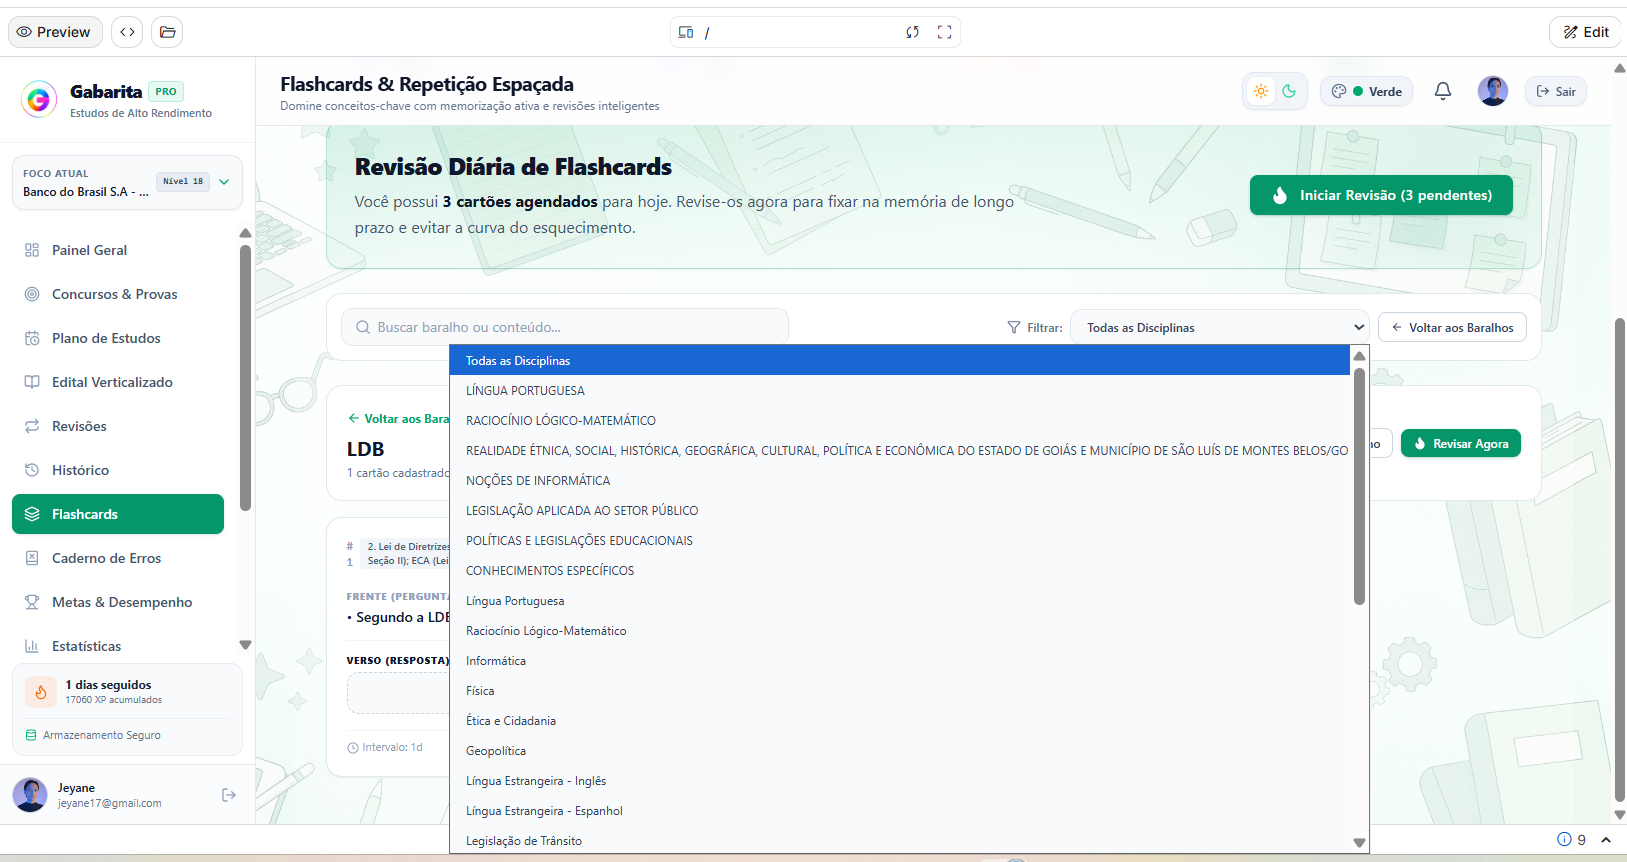 Preview
/
Edit
Gabarita PRO
Estudos de Alto Rendimento
Flashcards & Repetição Espaçada
Domine conceitos-chave com memorização ativa e revisões inteligentes
Verde
Sair
FOCO ATUAL
Banco do Brasil S.A - ...
Nível 18
Painel Geral
Concursos & Provas
Plano de Estudos
Edital Verticalizado
Revisões
Histórico
Flashcards
Caderno de Erros
Metas & Desempenho
Estatísticas
1 dias seguidos
17060 XP acumulados
Armazenamento Seguro
Jeyane
jeyane17@gmail.com
Revisão Diária de Flashcards
Você possui 3 cartões agendados para hoje. Revise-os agora para fixar na memória de longo
prazo e evitar a curva do esquecimento.
Iniciar Revisão (3 pendentes)
Buscar baralho ou conteúdo...
Filtrar:
Todas as Disciplinas
Voltar aos Baralhos
Voltar aos Bara
LDB
1 cartão cadastrado
Revisar Agora
#
1
2. Lei de Diretrizes
Seção II); ECA (Lei
FRENTE (PERGUNTA
• Segundo a LDB
VERSO (RESPOSTA)
Intervalo: 1d
Todas as Disciplinas
LÍNGUA PORTUGUESA
RACIOCÍNIO LÓGICO-MATEMÁTICO
REALIDADE ÉTNICA, SOCIAL, HISTÓRICA, GEOGRÁFICA, CULTURAL, POLÍTICA E ECONÔMICA DO ESTADO DE GOIÁS E MUNICÍPIO DE SÃO LUÍS DE MONTES BELOS/GO
NOÇÕES DE INFORMÁTICA
LEGISLAÇÃO APLICADA AO SETOR PÚBLICO
POLÍTICAS E LEGISLAÇÕES EDUCACIONAIS
CONHECIMENTOS ESPECÍFICOS
Língua Portuguesa
Raciocínio Lógico-Matemático
Informática
Física
Ética e Cidadania
Geopolítica
Língua Estrangeira - Inglês
Língua Estrangeira - Espanhol
Legislação de Trânsito
9